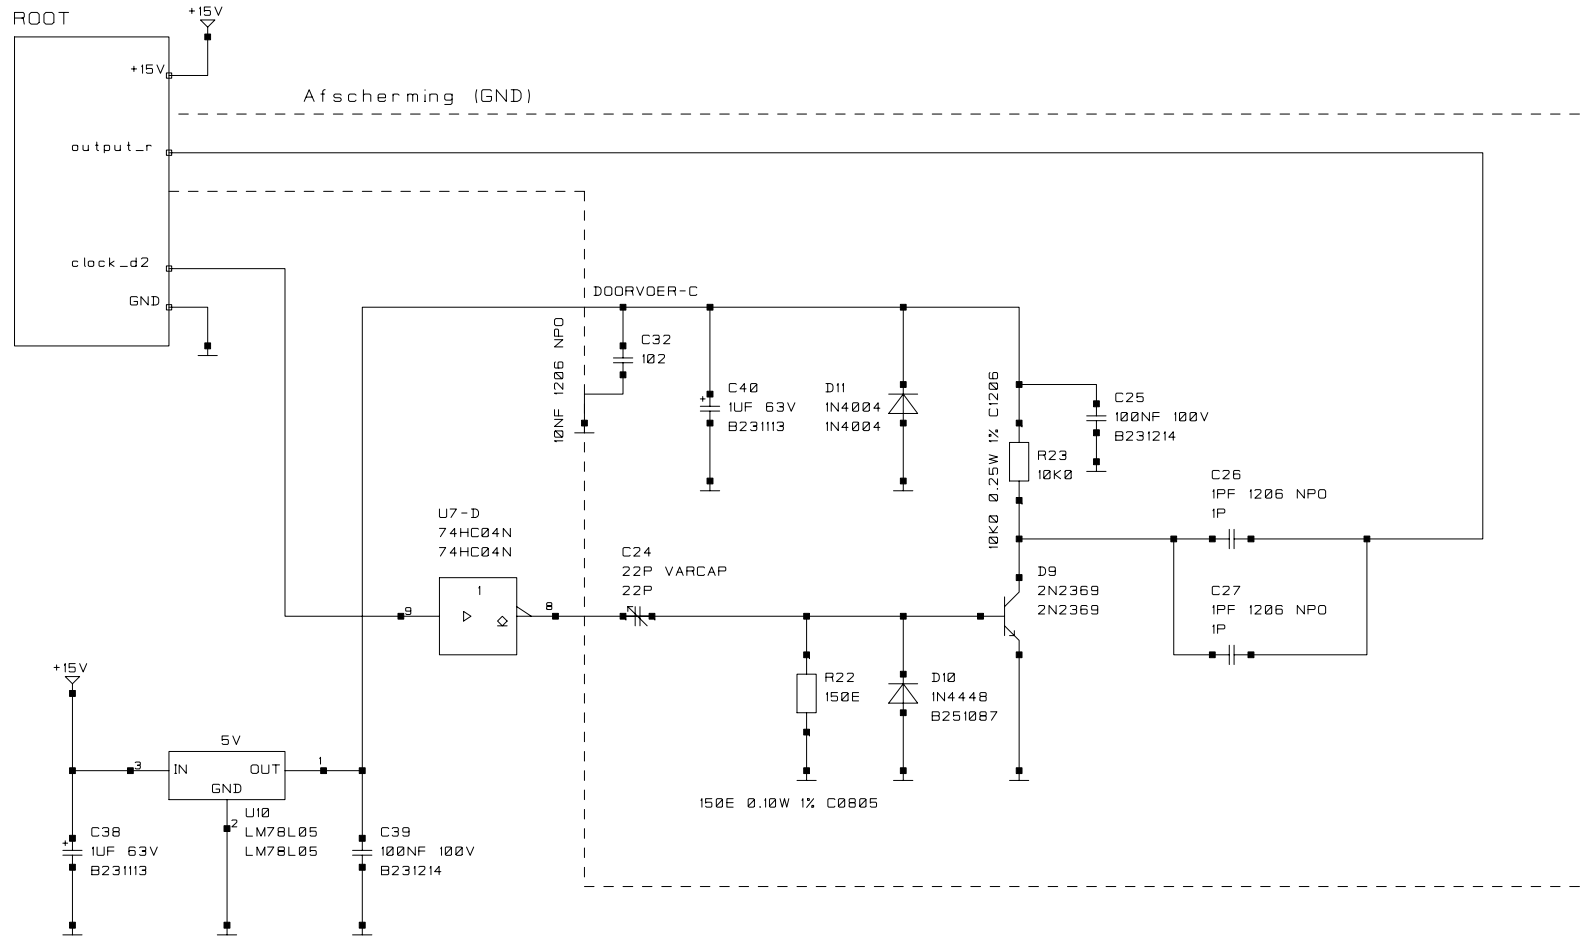 ROOT
+15V
+15V
Afscherming (GND)
output_r
clock_d2
GND
DOORVOER-C
10NF 1206 NPO
C32
102
C40
1UF 63V
B231113
D11
1N4004
1N4004
10K0 0.25W 1% C1206
C25
100NF 100V
B231214
R23
10K0
C26
1PF 1206 NPO
1P
U7-D
74HC04N
74HC04N
1
9
8
C24
22P VARCAP
22P
D9
2N2369
2N2369
C27
1PF 1206 NPO
1P
R22
150E
D10
1N4448
B251087
150E 0.10W 1% C0805
+15V
5V
3
IN
OUT
1
GND
2
U10
LM78L05
LM78L05
C38
1UF 63V
B231113
C39
100NF 100V
B231214